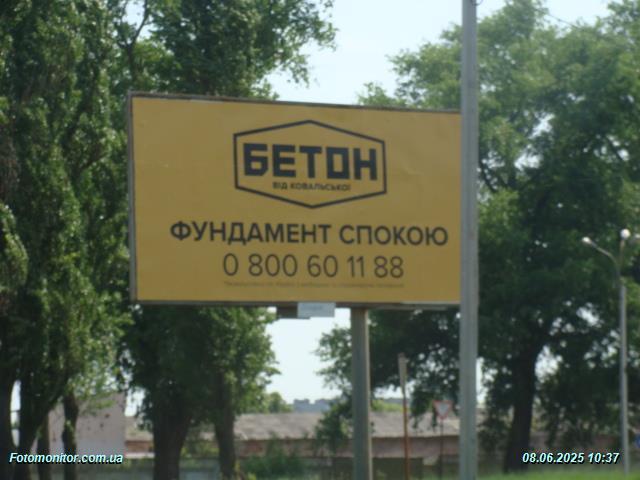 БЕТОН
ВІД КОВАЛЬСЬКОЇ
ФУНДАМЕНТ СПОКОЮ
0 800 60 11 88
Fotomonitor.com.ua
08.06.2025 10:37